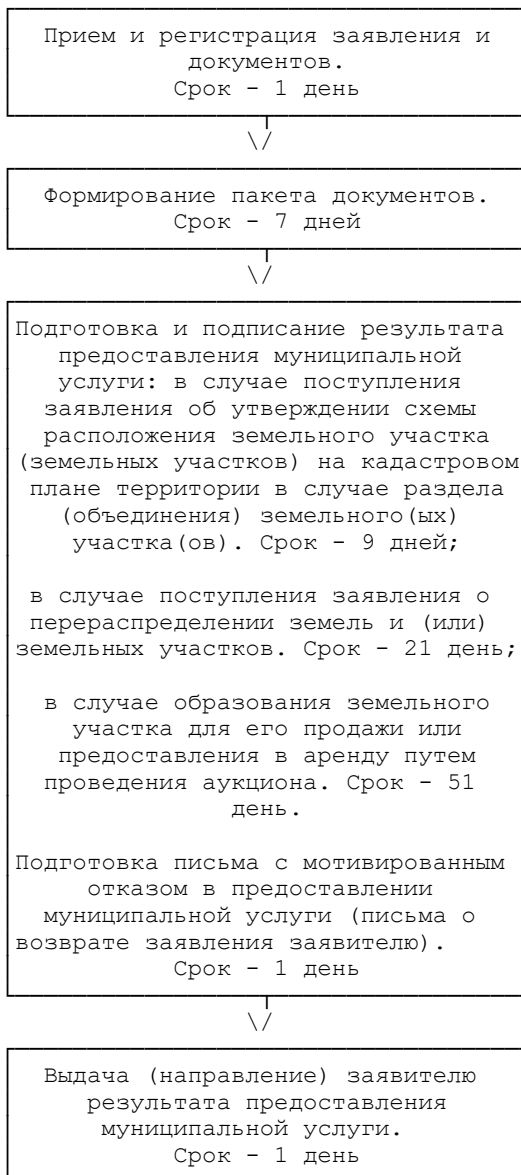 Прием и регистрация заявления и
документов.
Срок - 1 день
\/
Формирование пакета документов.
Срок - 7 дней
\/
Подготовка и подписание результата
предоставления муниципальной
услуги: в случае поступления
заявления об утверждении схемы
расположения земельного участка
(земельных участков) на кадастровом
плане территории в случае раздела
(объединения) земельного(ых)
участка(ов). Срок - 9 дней;
в случае поступления заявления о
перераспределении земель и (или)
земельных участков. Срок - 21 день;
в случае образования земельного
участка для его продажи или
предоставления в аренду путем
проведения аукциона. Срок - 51
день.
Подготовка письма с мотивированным
отказом в предоставлении
муниципальной услуги (письма о
возврате заявления заявителю).
Срок - 1 день
\/
Выдача (направление) заявителю
результата предоставления
муниципальной услуги.
Срок - 1 день